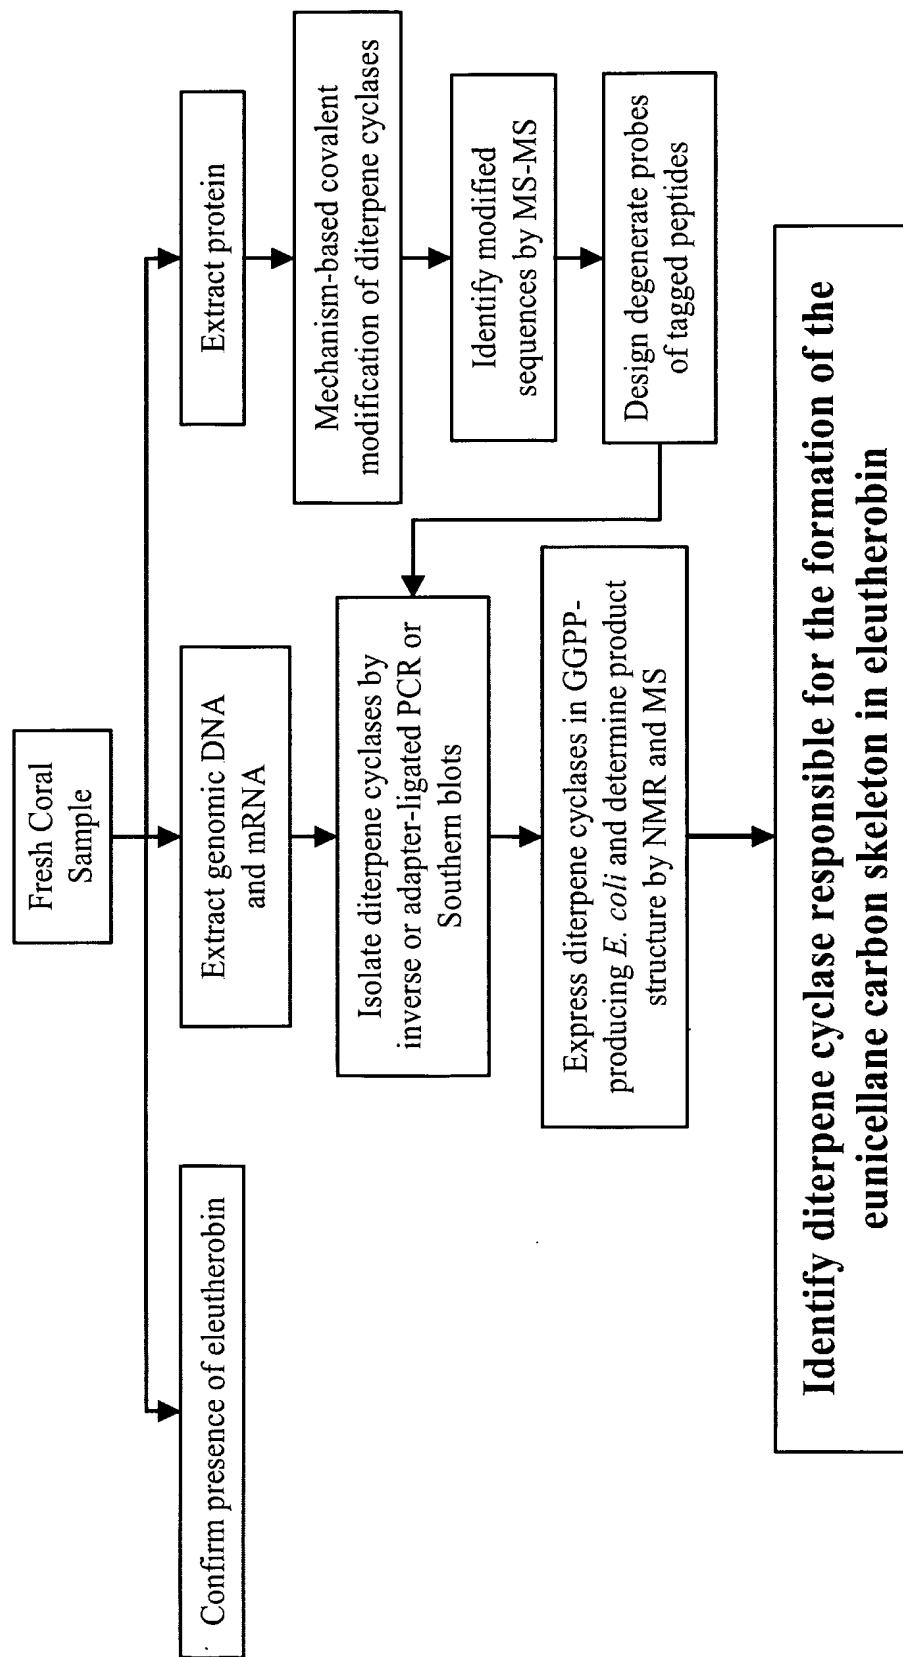 Fresh Coral
Sample
Confirm presence of eleutherobin
Extract genomic DNA
and mRNA
Extract protein
Mechanism-based covalent
modification of diterpene cyclases
Identify modified
sequences by MS-MS
Design degenerate probes
of tagged peptides
Isolate diterpene cyclases by
inverse or adapter-ligated PCR or
Southern blots
Express diterpene cyclases in GGPP-
producing E. coli and determine product
structure by NMR and MS
Identify diterpene cyclase responsible for the formation of the
eunicellane carbon skeleton in eleutherobin